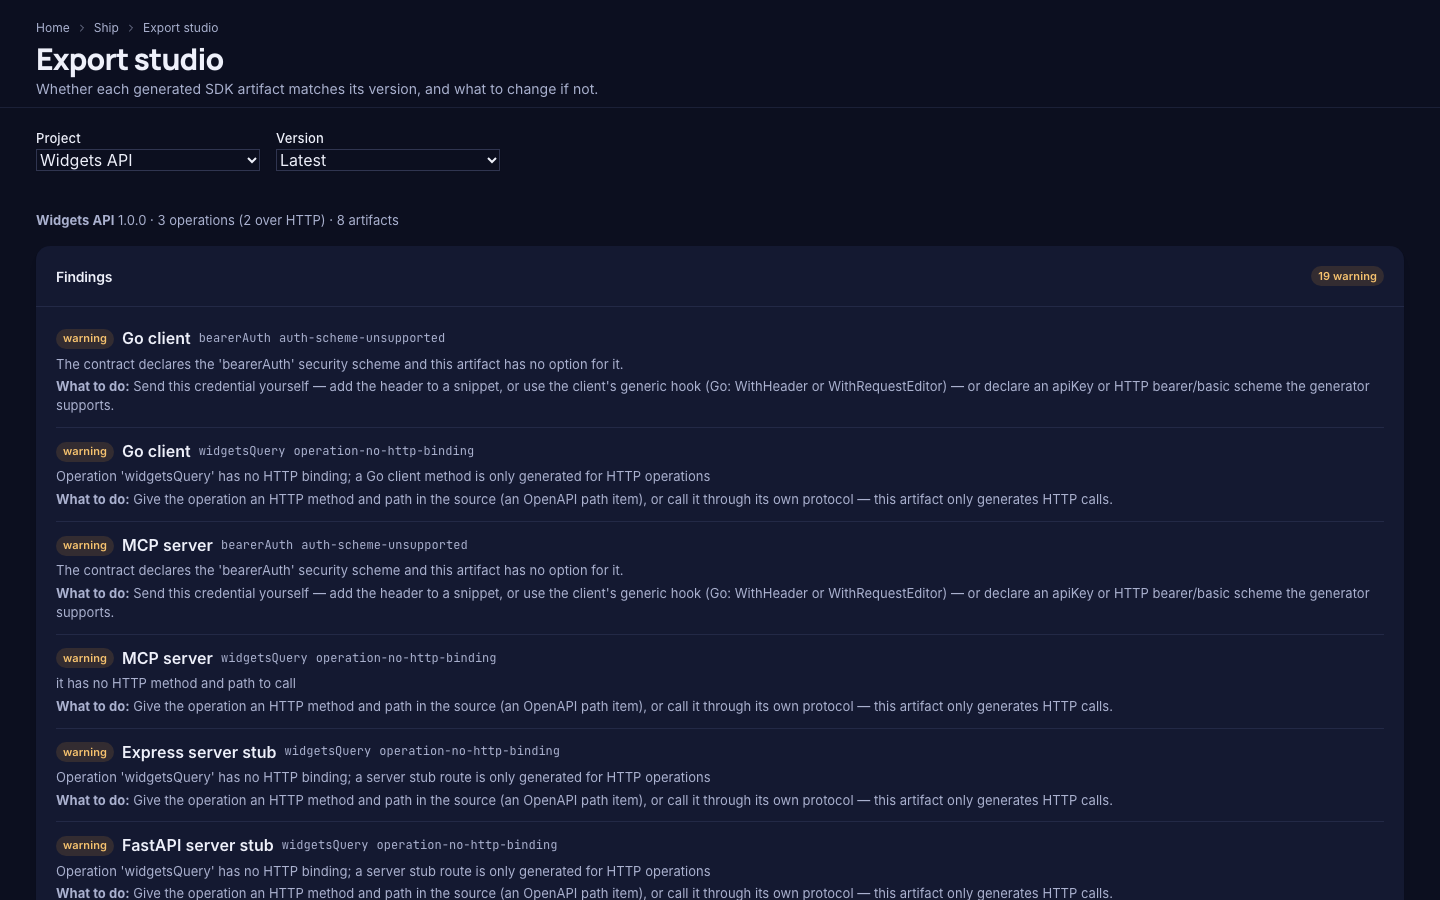 Home > Ship > Export studio
Export studio
Whether each generated SDK artifact matches its version, and what to change if not.
Project Version
Widgets API Latest
Widgets API 1.0.0 · 3 operations (2 over HTTP) · 8 artifacts
Findings 19 warning
warning Go client bearerAuth auth-scheme-unsupported
The contract declares the 'bearerAuth' security scheme and this artifact has no option for it.
What to do: Send this credential yourself — add the header to a snippet, or use the client's generic hook (Go: WithHeader or WithRequestEditor) — or declare an apiKey or HTTP bearer/basic scheme the generator
supports.
warning Go client widgetsQuery operation-no-http-binding
Operation 'widgetsQuery' has no HTTP binding; a Go client method is only generated for HTTP operations
What to do: Give the operation an HTTP method and path in the source (an OpenAPI path item), or call it through its own protocol — this artifact only generates HTTP calls.
warning MCP server bearerAuth auth-scheme-unsupported
The contract declares the 'bearerAuth' security scheme and this artifact has no option for it.
What to do: Send this credential yourself — add the header to a snippet, or use the client's generic hook (Go: WithHeader or WithRequestEditor) — or declare an apiKey or HTTP bearer/basic scheme the generator
supports.
warning MCP server widgetsQuery operation-no-http-binding
it has no HTTP method and path to call
What to do: Give the operation an HTTP method and path in the source (an OpenAPI path item), or call it through its own protocol — this artifact only generates HTTP calls.
warning Express server stub widgetsQuery operation-no-http-binding
Operation 'widgetsQuery' has no HTTP binding; a server stub route is only generated for HTTP operations
What to do: Give the operation an HTTP method and path in the source (an OpenAPI path item), or call it through its own protocol — this artifact only generates HTTP calls.
warning FastAPI server stub widgetsQuery operation-no-http-binding
Operation 'widgetsQuery' has no HTTP binding; a server stub route is only generated for HTTP operations
What to do: Give the operation an HTTP method and path in the source (an OpenAPI path item), or call it through its own protocol — this artifact only generates HTTP calls.